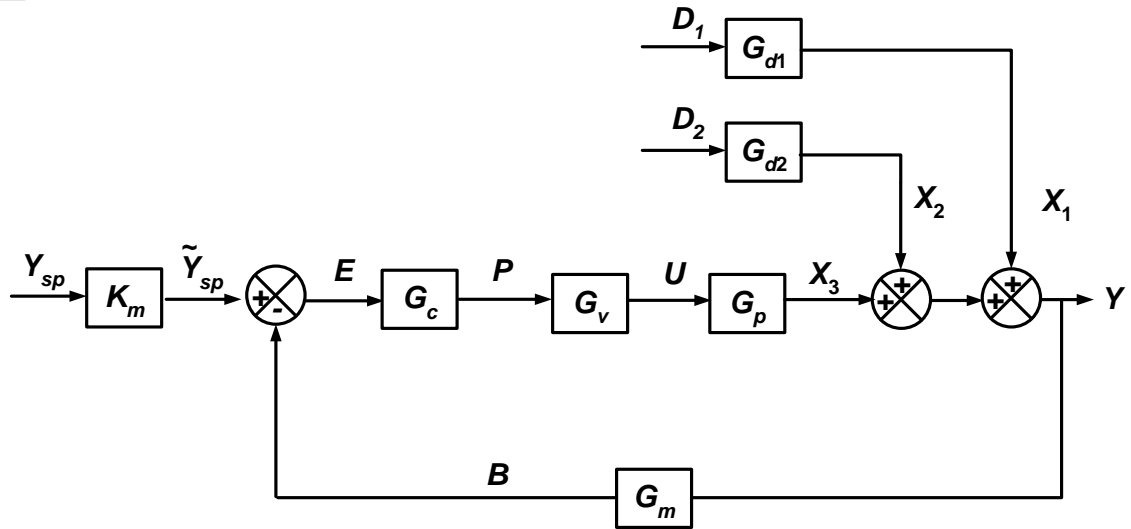 D1
Gd1
D2
Gd2
X2
X1
Ysp
Km
Ỹsp
+
-
E
Gc
P
Gv
U
Gp
X3
+
+
+
+
Y
B
Gm